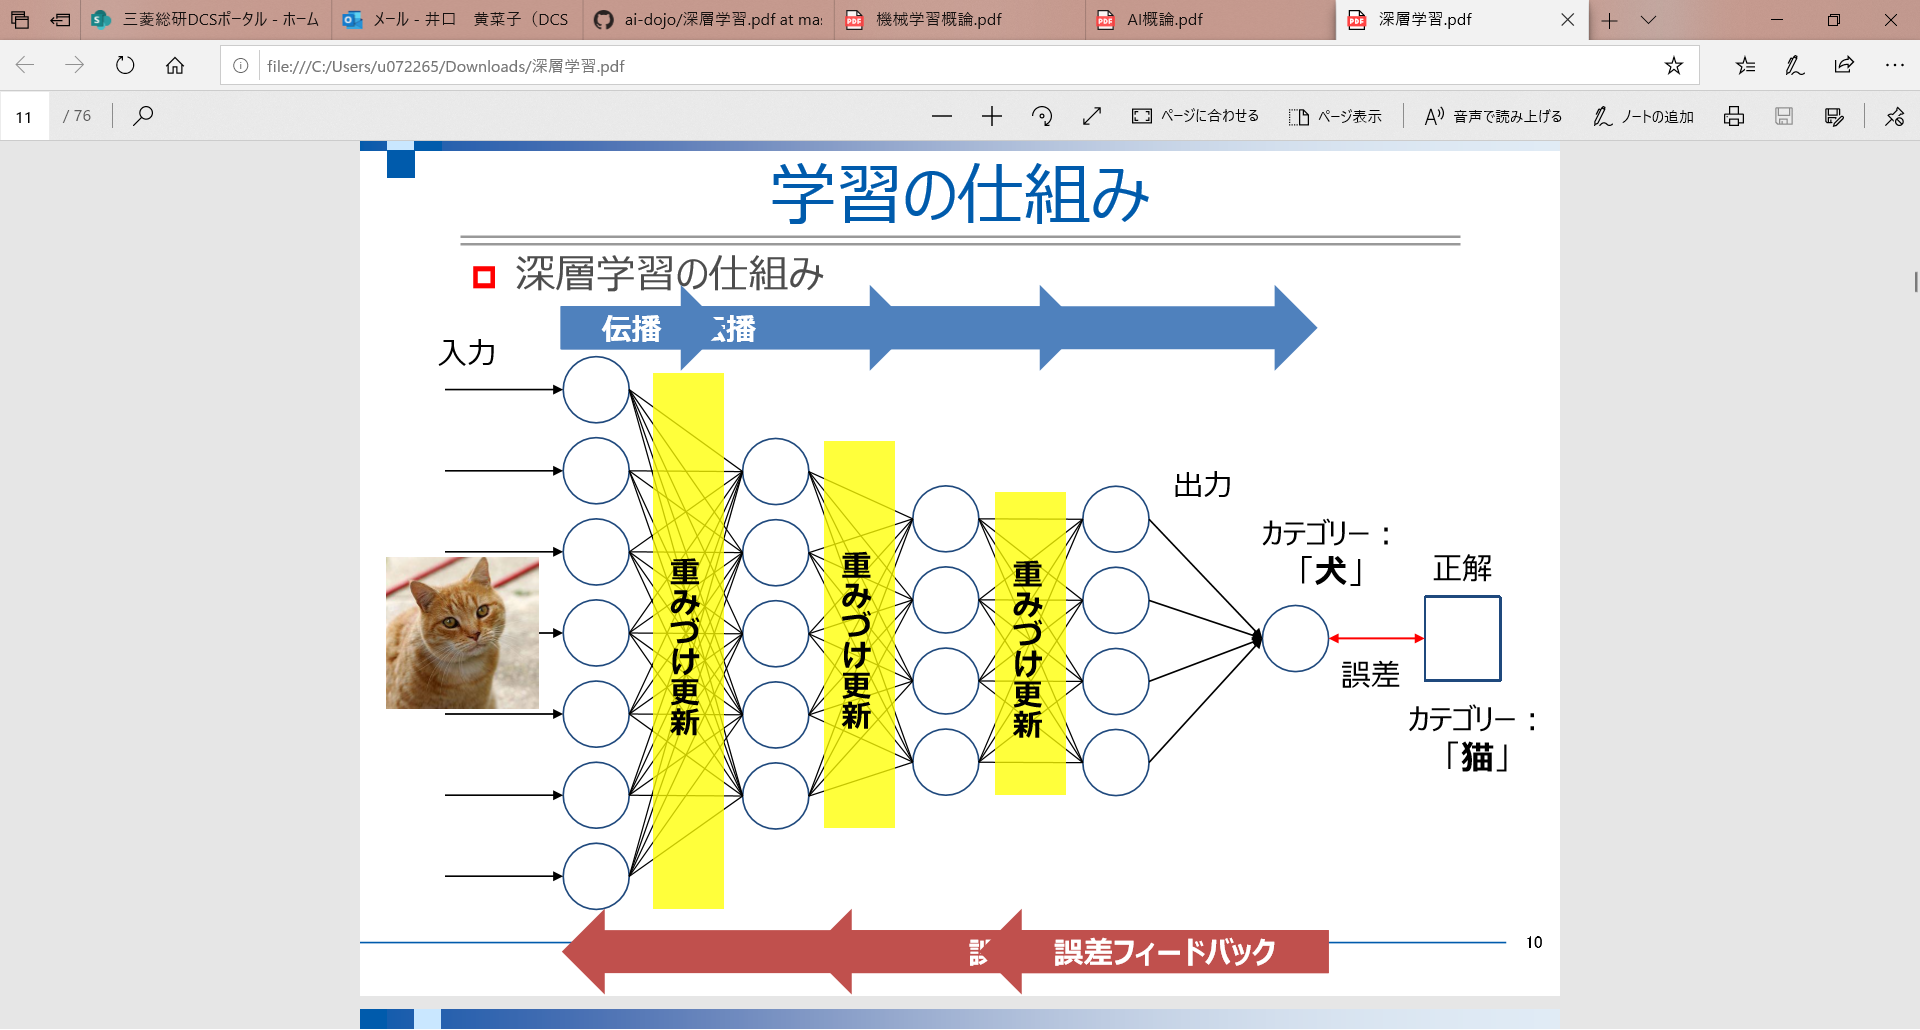 三菱総研DCSポータル - ホーム
メール - 井口　黄菜子（DCS
ai-dojo/深層学習.pdf at mas
機械学習概論.pdf
AI概論.pdf
深層学習.pdf
file:///C:/Users/u072265/Downloads/深層学習.pdf
11 / 76
ページに合わせる
ページ表示
音声で読み上げる
ノートの追加
学習の仕組み
深層学習の仕組み
伝播
播
入力
出力
カテゴリー：
「犬」
正解
重みづけ更新
重みづけ更新
重みづけ更新
誤差
カテゴリー：
「猫」
誤差フィードバック
10